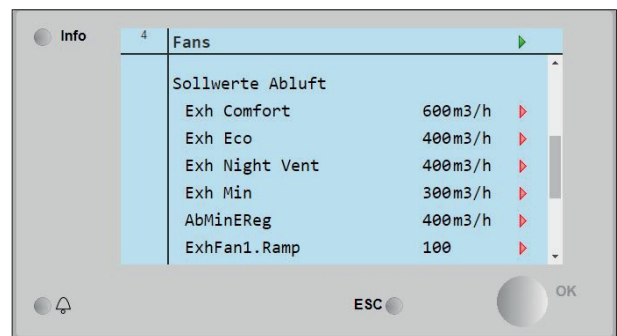 Info
4 Fans
Sollwerte Abluft
Exh Comfort 600m3/h
Exh Eco 400m3/h
Exh Night Vent 400m3/h
Exh Min 300m3/h
AbMinEReg 400m3/h
ExhFan1.Ramp 100
ESC OK